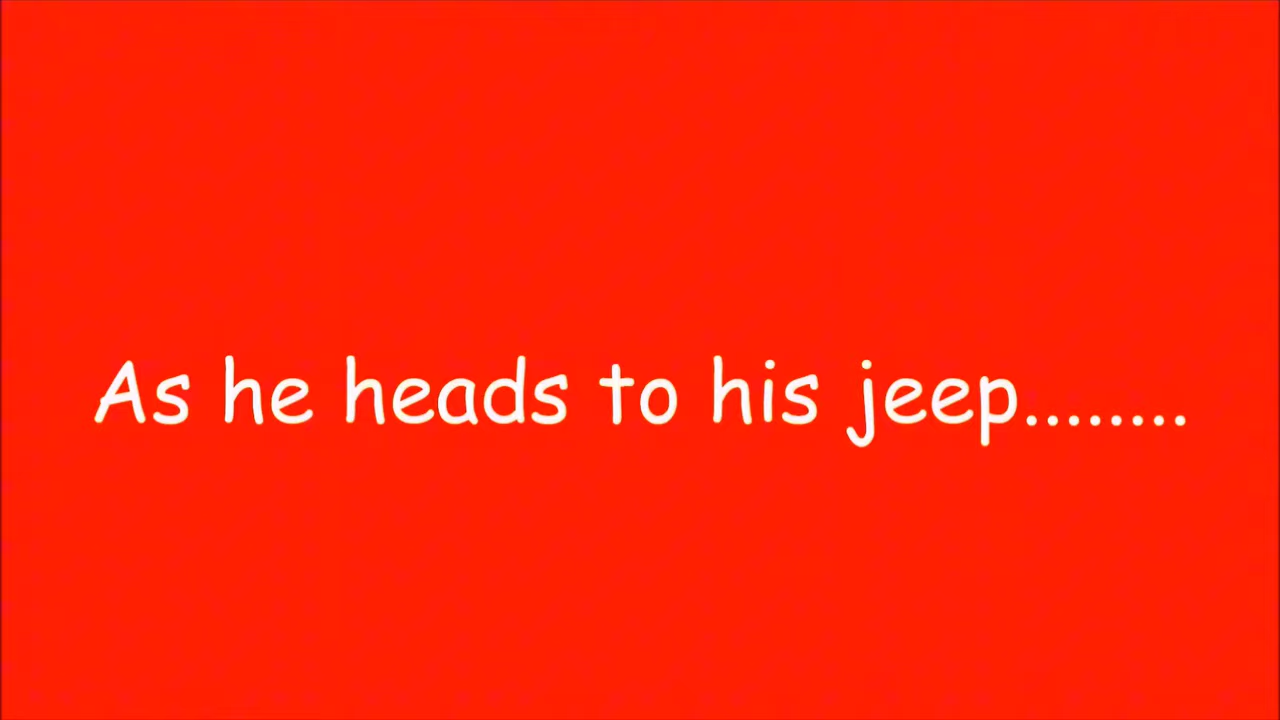 As he heads to his jeep........